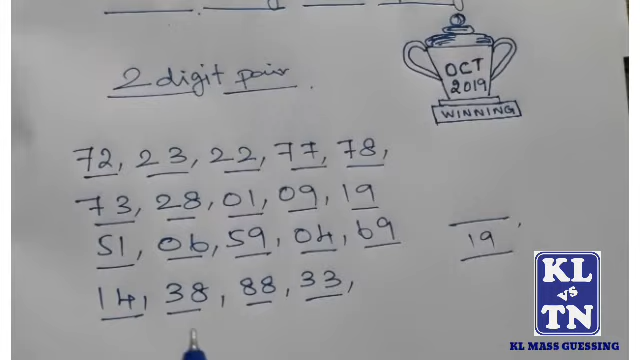 2 digit pair.
OCT
2019
WINNING
72, 23, 22, 77, 78,
73, 28, 01, 09, 19
51, 06, 59, 04, 69
14, 38, 88, 33,
19
KL
VS
TN
KL MASS GUESSING